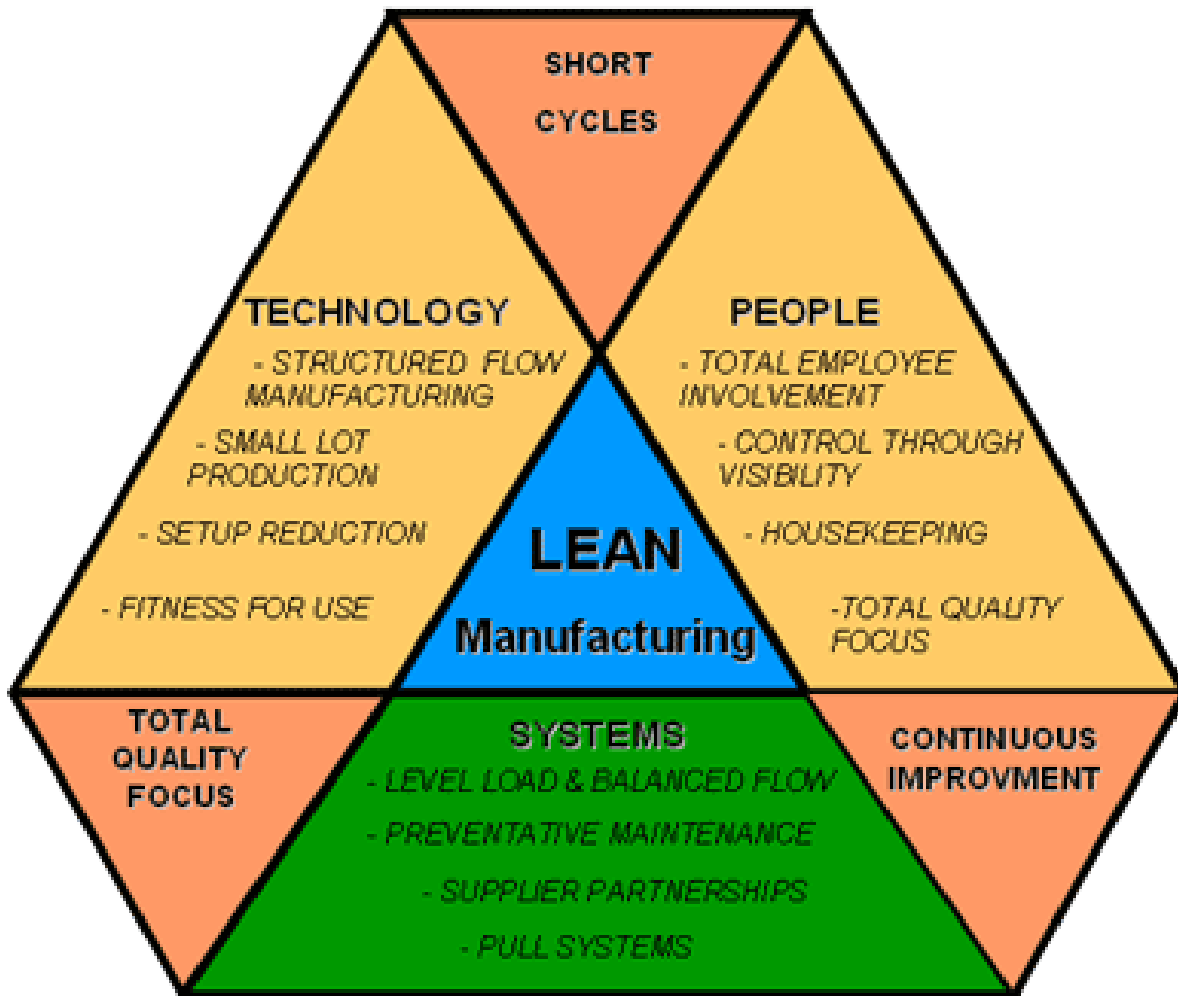 SHORT
CYCLES
TECHNOLOGY
- STRUCTURED FLOW
MANUFACTURING
- SMALL LOT
PRODUCTION
- SETUP REDUCTION
- FITNESS FOR USE
PEOPLE
- TOTAL EMPLOYEE
INVOLVEMENT
- CONTROL THROUGH
VISIBILITY
- HOUSEKEEPING
-TOTAL QUALITY
FOCUS
LEAN
Manufacturing
TOTAL
QUALITY
FOCUS
SYSTEMS
- LEVEL LOAD & BALANCED FLOW
- PREVENTATIVE MAINTENANCE
- SUPPLIER PARTNERSHIPS
- PULL SYSTEMS
CONTINUOUS
IMPROVMENT